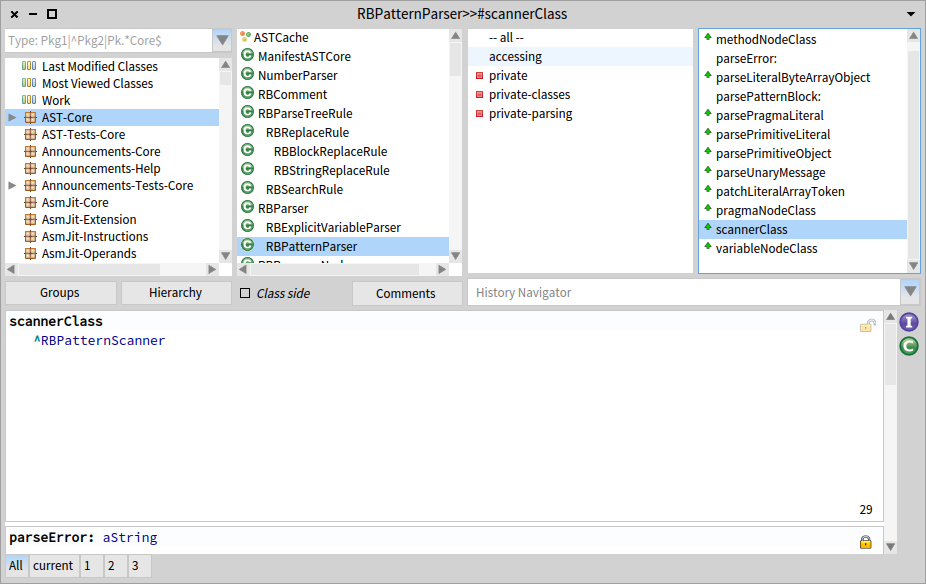 RBPatternParser>>#scannerClass
Type: Pkg1|^Pkg2|Pk.*Core$
Last Modified Classes
Most Viewed Classes
Work
AST-Core
AST-Tests-Core
Announcements-Core
Announcements-Help
Announcements-Tests-Core
AsmJit-Core
AsmJit-Extension
AsmJit-Instructions
AsmJit-Operands
ASTCache
ManifestASTCore
NumberParser
RBComment
RBParseTreeRule
RBReplaceRule
RBBlockReplaceRule
RBStringReplaceRule
RBSearchRule
RBParser
RBExplicitVariableParser
RBPatternParser
-- all --
accessing
private
private-classes
private-parsing
methodNodeClass
parseError:
parseLiteralByteArrayObject
parsePatternBlock:
parsePragmaLiteral
parsePrimitiveLiteral
parsePrimitiveObject
parseUnaryMessage
patchLiteralArrayToken
pragmaNodeClass
scannerClass
variableNodeClass
Groups
Hierarchy
Class side
Comments
History Navigator
scannerClass
^RBPatternScanner
29
parseError: aString
All current 1 2 3